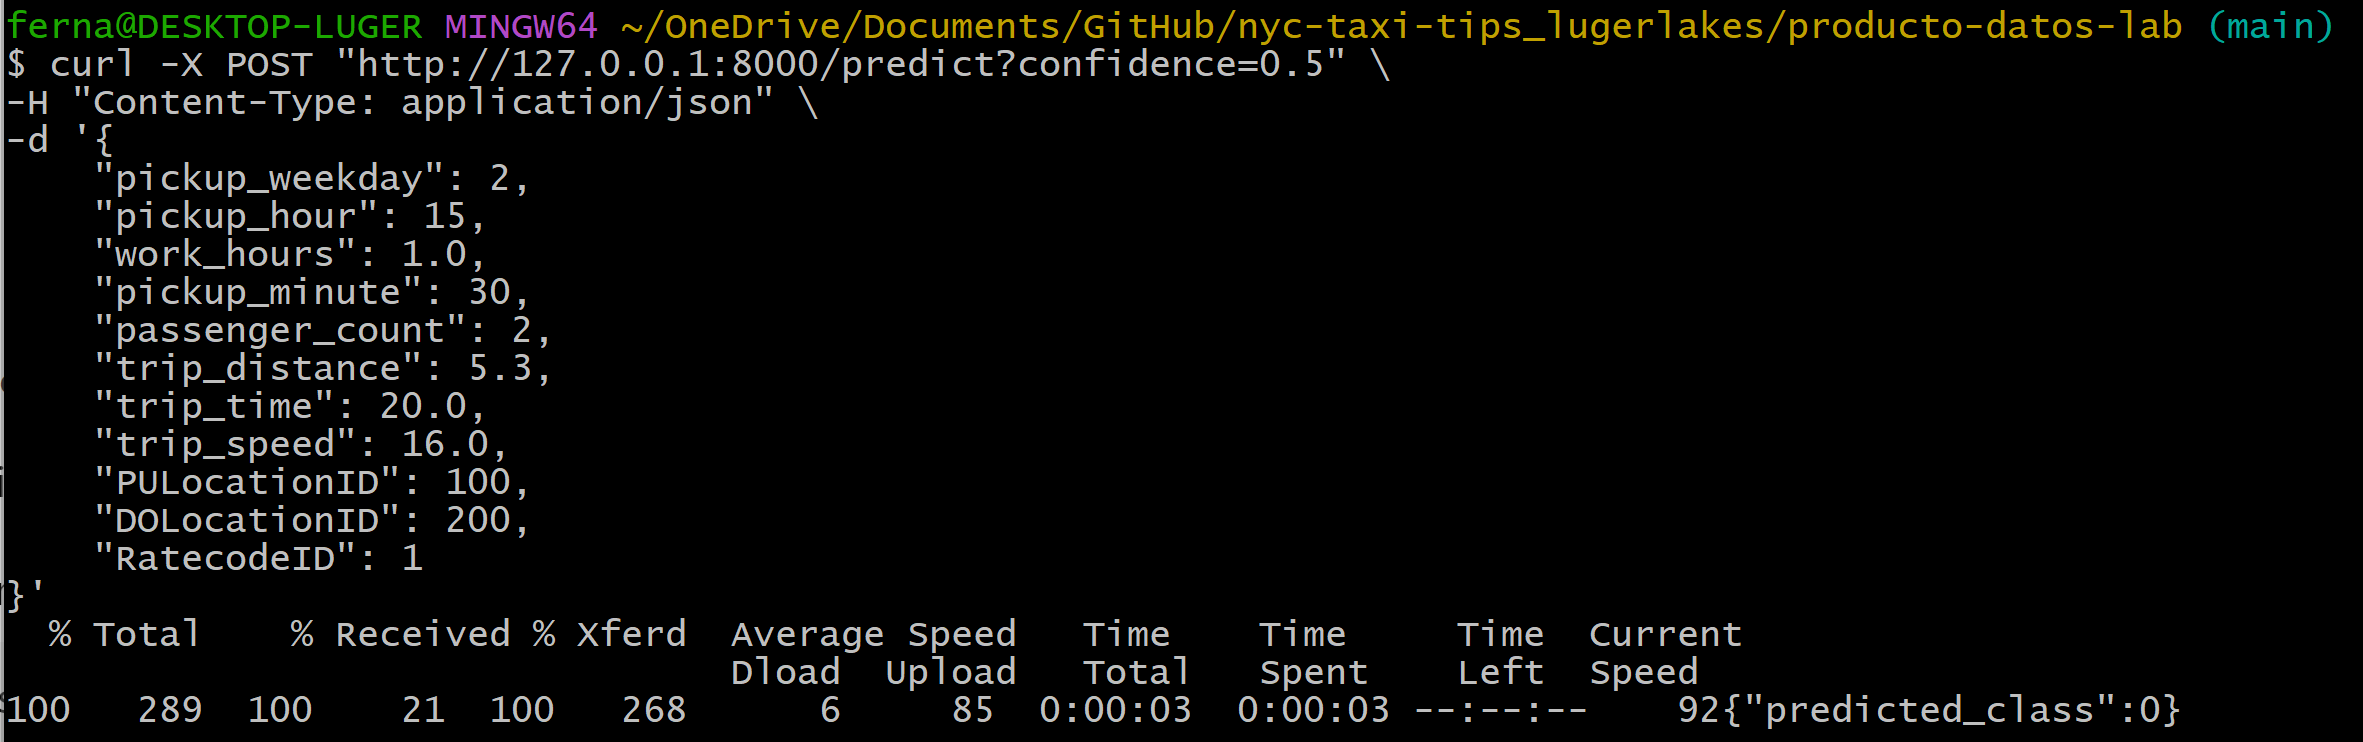 ferna@DESKTOP-LUGER MINGW64 ~/OneDrive/Documents/GitHub/nyc-taxi-tips_lugerlakes/producto-datos-lab (main)
$ curl -X POST "http://127.0.0.1:8000/predict?confidence=0.5" \
-H "Content-Type: application/json" \
-d '{
    "pickup_weekday": 2,
    "pickup_hour": 15,
    "work_hours": 1.0,
    "pickup_minute": 30,
    "passenger_count": 2,
    "trip_distance": 5.3,
    "trip_time": 20.0,
    "trip_speed": 16.0,
    "PULocationID": 100,
    "DOLocationID": 200,
    "RatecodeID": 1
}'
  % Total    % Received % Xferd  Average Speed   Time    Time     Time  Current
                                 Dload  Upload   Total   Spent    Left  Speed
100   289  100    21  100   268      6     85  0:00:03  0:00:03 --:--:--    92{"predicted_class":0}